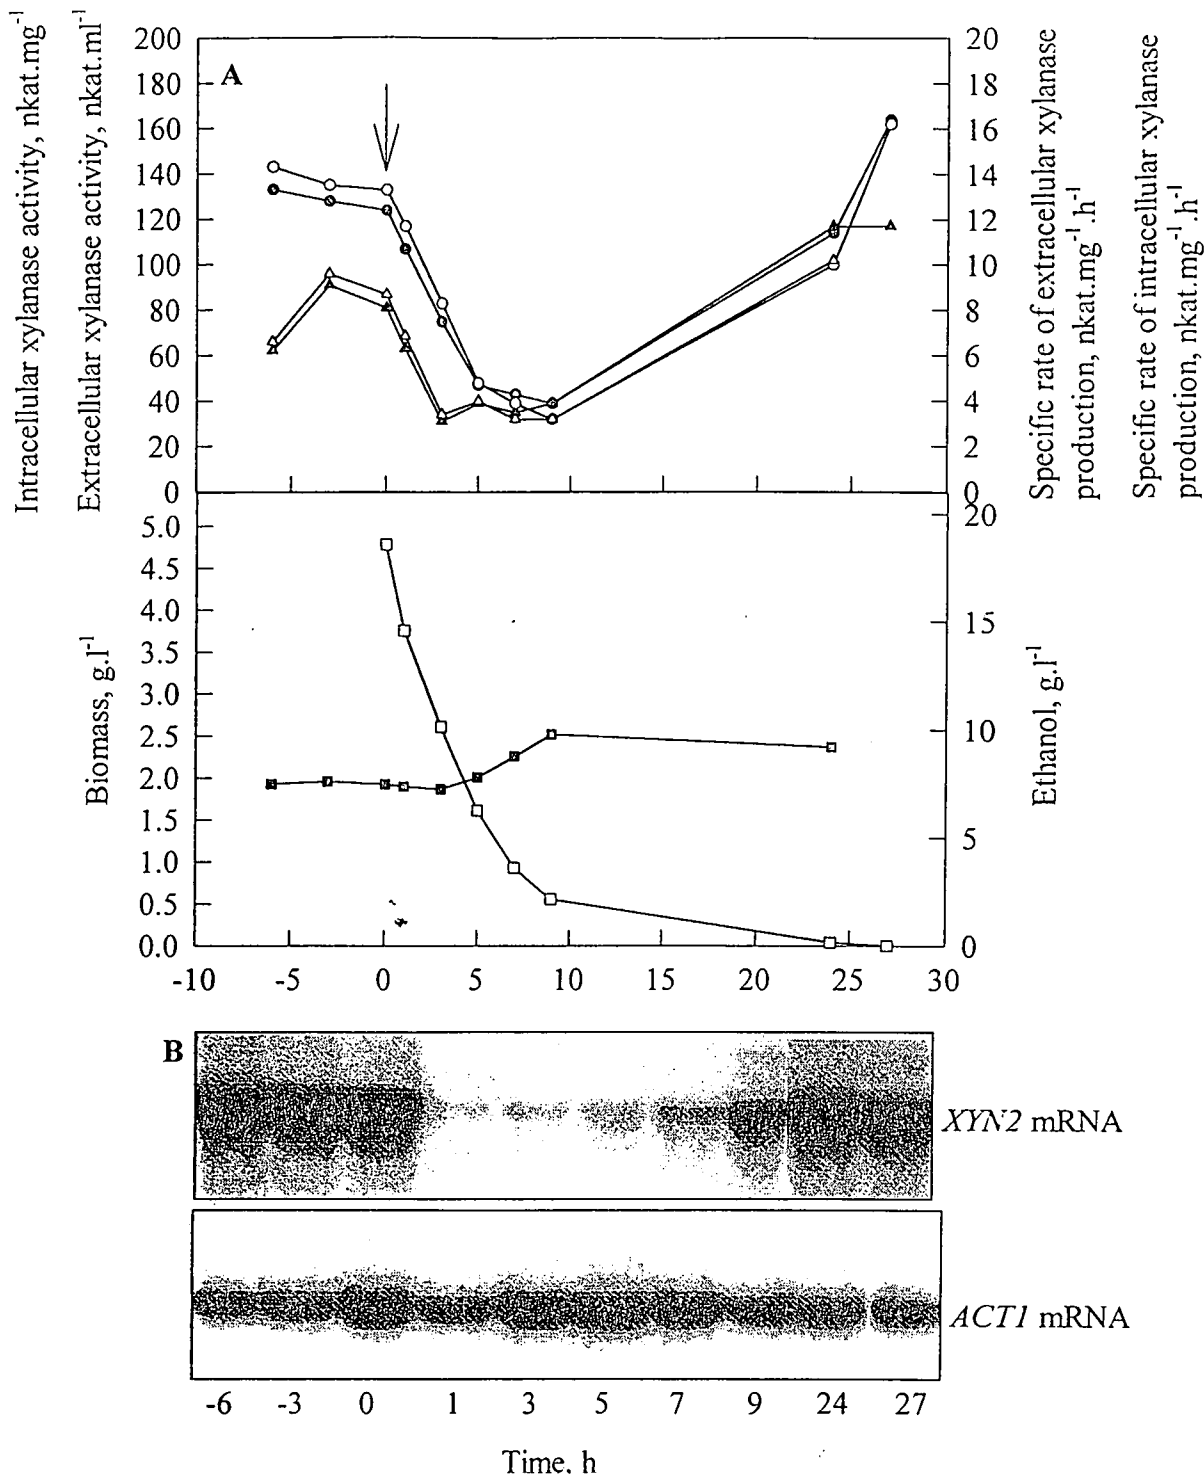 Intracellular xylanase activity, nkat.mg⁻¹
Extracellular xylanase activity, nkat.ml⁻¹
A
200
180
160
140
120
100
80
60
40
20
0
20
18
16
14
12
10
8
6
4
2
0
Specific rate of extracellular xylanase
production, nkat.mg⁻¹.h⁻¹
Specific rate of intracellular xylanase
production, nkat.mg⁻¹.h⁻¹
Biomass, g.l⁻¹
5.0
4.5
4.0
3.5
3.0
2.5
2.0
1.5
1.0
0.5
0.0
20
15
10
5
0
Ethanol, g.l⁻¹
-10 -5 0 5 10 15 20 25 30
B
XYN2 mRNA
ACT1 mRNA
-6 -3 0 1 3 5 7 9 24 27
Time, h